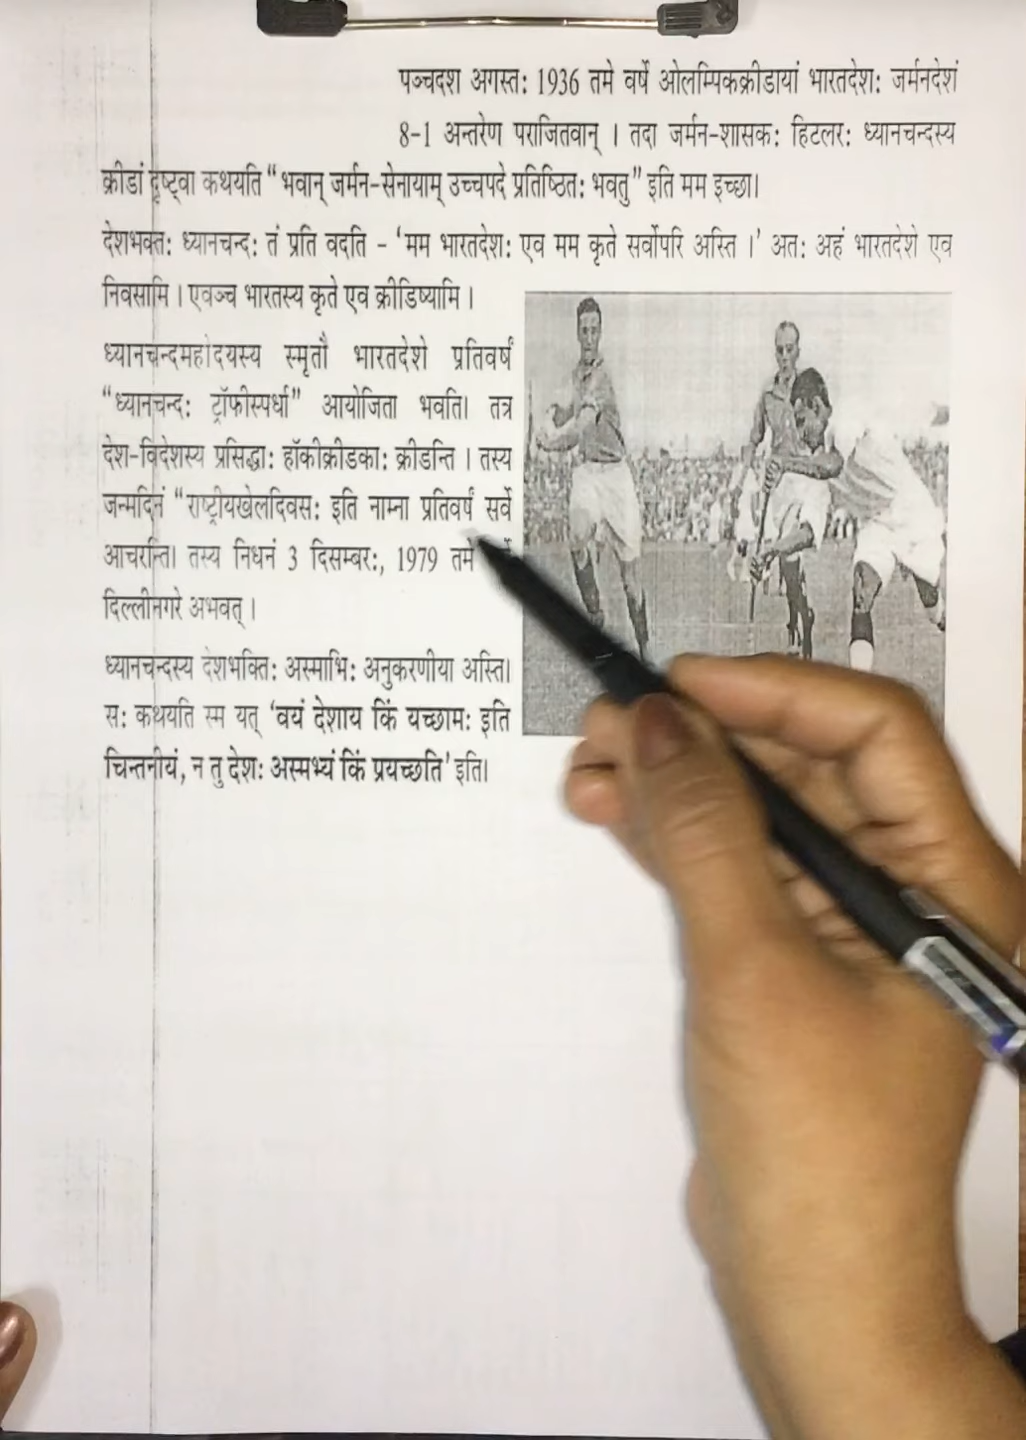 पञ्चदश अगस्त: 1936 तमे वर्षे ओलम्पिकक्रीडायां भारतदेश: जर्मनदेशं
8-1 अन्तरेण पराजितवान् । तदा जर्मन-शासक: हिटलर: ध्यानचन्दस्य
क्रीडां दृष्ट्वा कथयति “भवान् जर्मन-सेनायाम् उच्चपदे प्रतिष्ठित: भवतु” इति मम इच्छा।
देशभक्त: ध्यानचन्द: तं प्रति वदति - ‘मम भारतदेश: एव मम कृते सर्वोपरि अस्ति ।’ अत: अहं भारतदेशे एव
निवसामि । एवञ्च भारतस्य कृते एव क्रीडिष्यामि ।
ध्यानचन्दमहोदयस्य स्मृतौ भारतदेशे प्रतिवर्षं
“ध्यानचन्द: ट्रॉफीस्पर्धा” आयोजिता भवति। तत्र
देश-विदेशस्य प्रसिद्धा: हॉकीक्रीडका: क्रीडन्ति । तस्य
जन्मदिनं “राष्ट्रीयखेलदिवस: इति नाम्ना प्रतिवर्षं सर्वे
आचरन्ति। तस्य निधनं 3 दिसम्बर:, 1979 तमे
दिल्लीनगरे अभवत् ।
ध्यानचन्दस्य देशभक्ति: अस्माभि: अनुकरणीया अस्ति।
स: कथयति स्म यत् ‘वयं देशाय किं यच्छाम: इति
चिन्तनीयं, न तु देश: अस्मभ्यं किं प्रयच्छति’ इति।